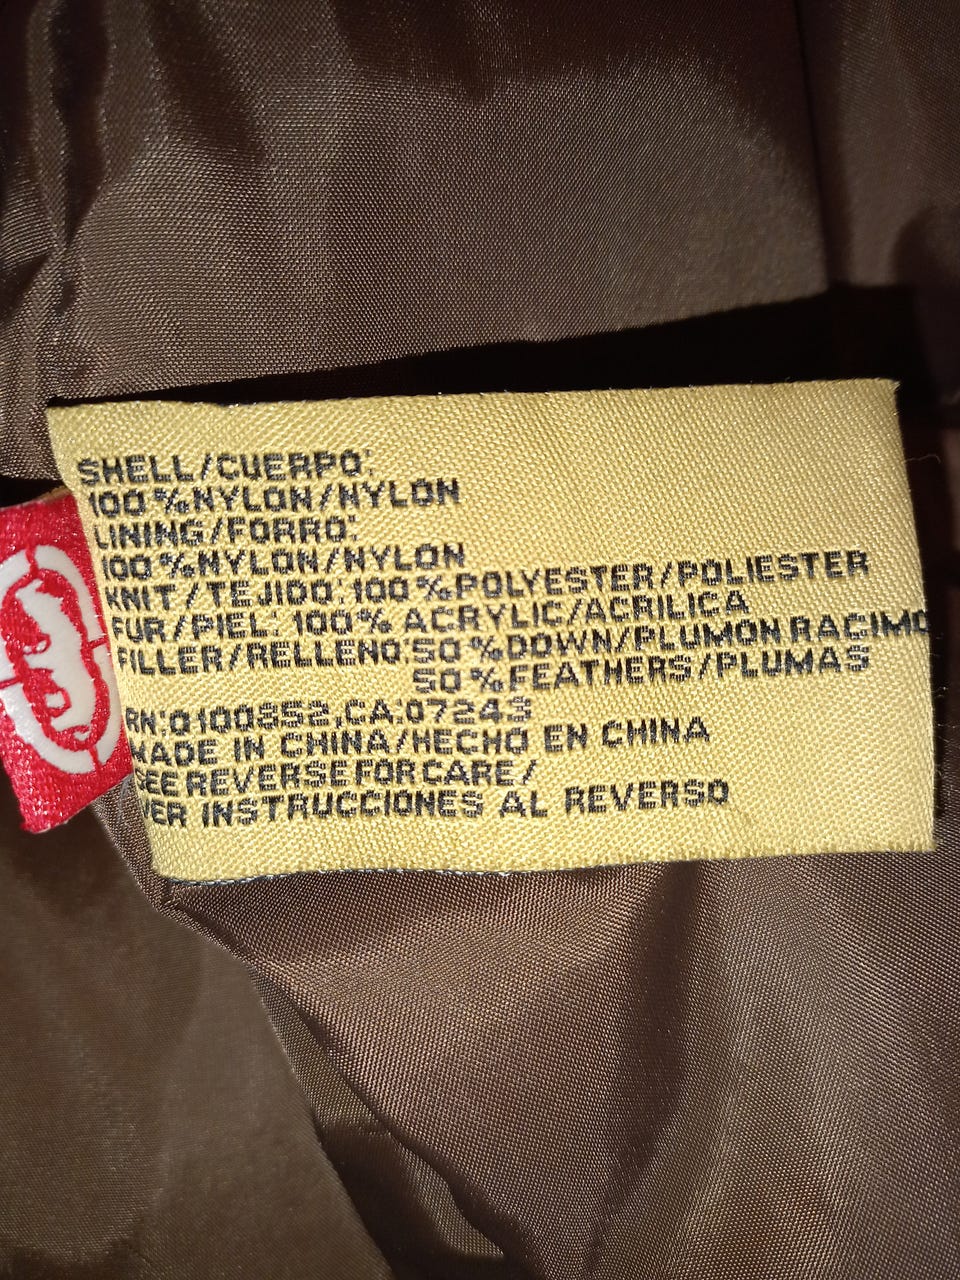 SHELL/CUERPO:
100%NYLON/NYLON
LINING/FORRO:
100%NYLON/NYLON
KNIT/TEJIDO:100%POLYESTER/POLIESTER
FUR/PIEL: 100% ACRYLIC/ACRILICA
FILLER/RELLENO:50%DOWN/PLUMON RACIMO
50%FEATHERS/PLUMAS
RN:0100852,CA:07243
MADE IN CHINA/HECHO EN CHINA
SEE REVERSE FOR CARE/
VER INSTRUCCIONES AL REVERSO